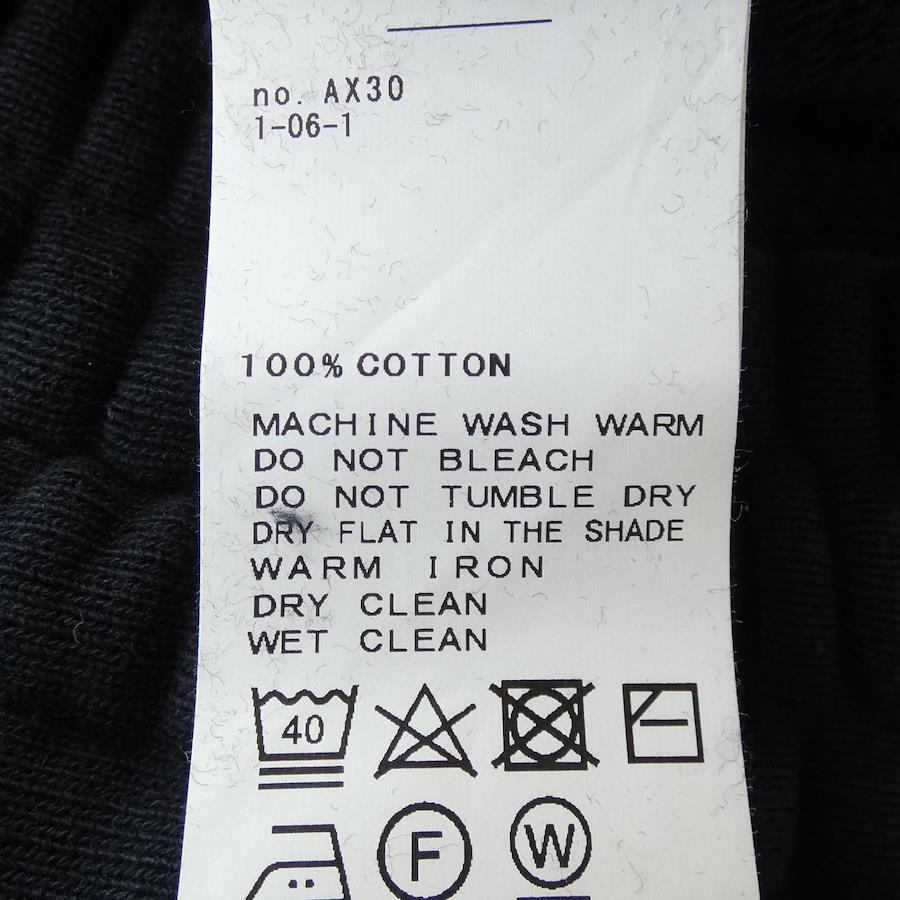 no. AX30
1-06-1
100% COTTON
MACHINE WASH WARM
DO NOT BLEACH
DO NOT TUMBLE DRY
DRY FLAT IN THE SHADE
WARM IRON
DRY CLEAN
WET CLEAN
40
F W